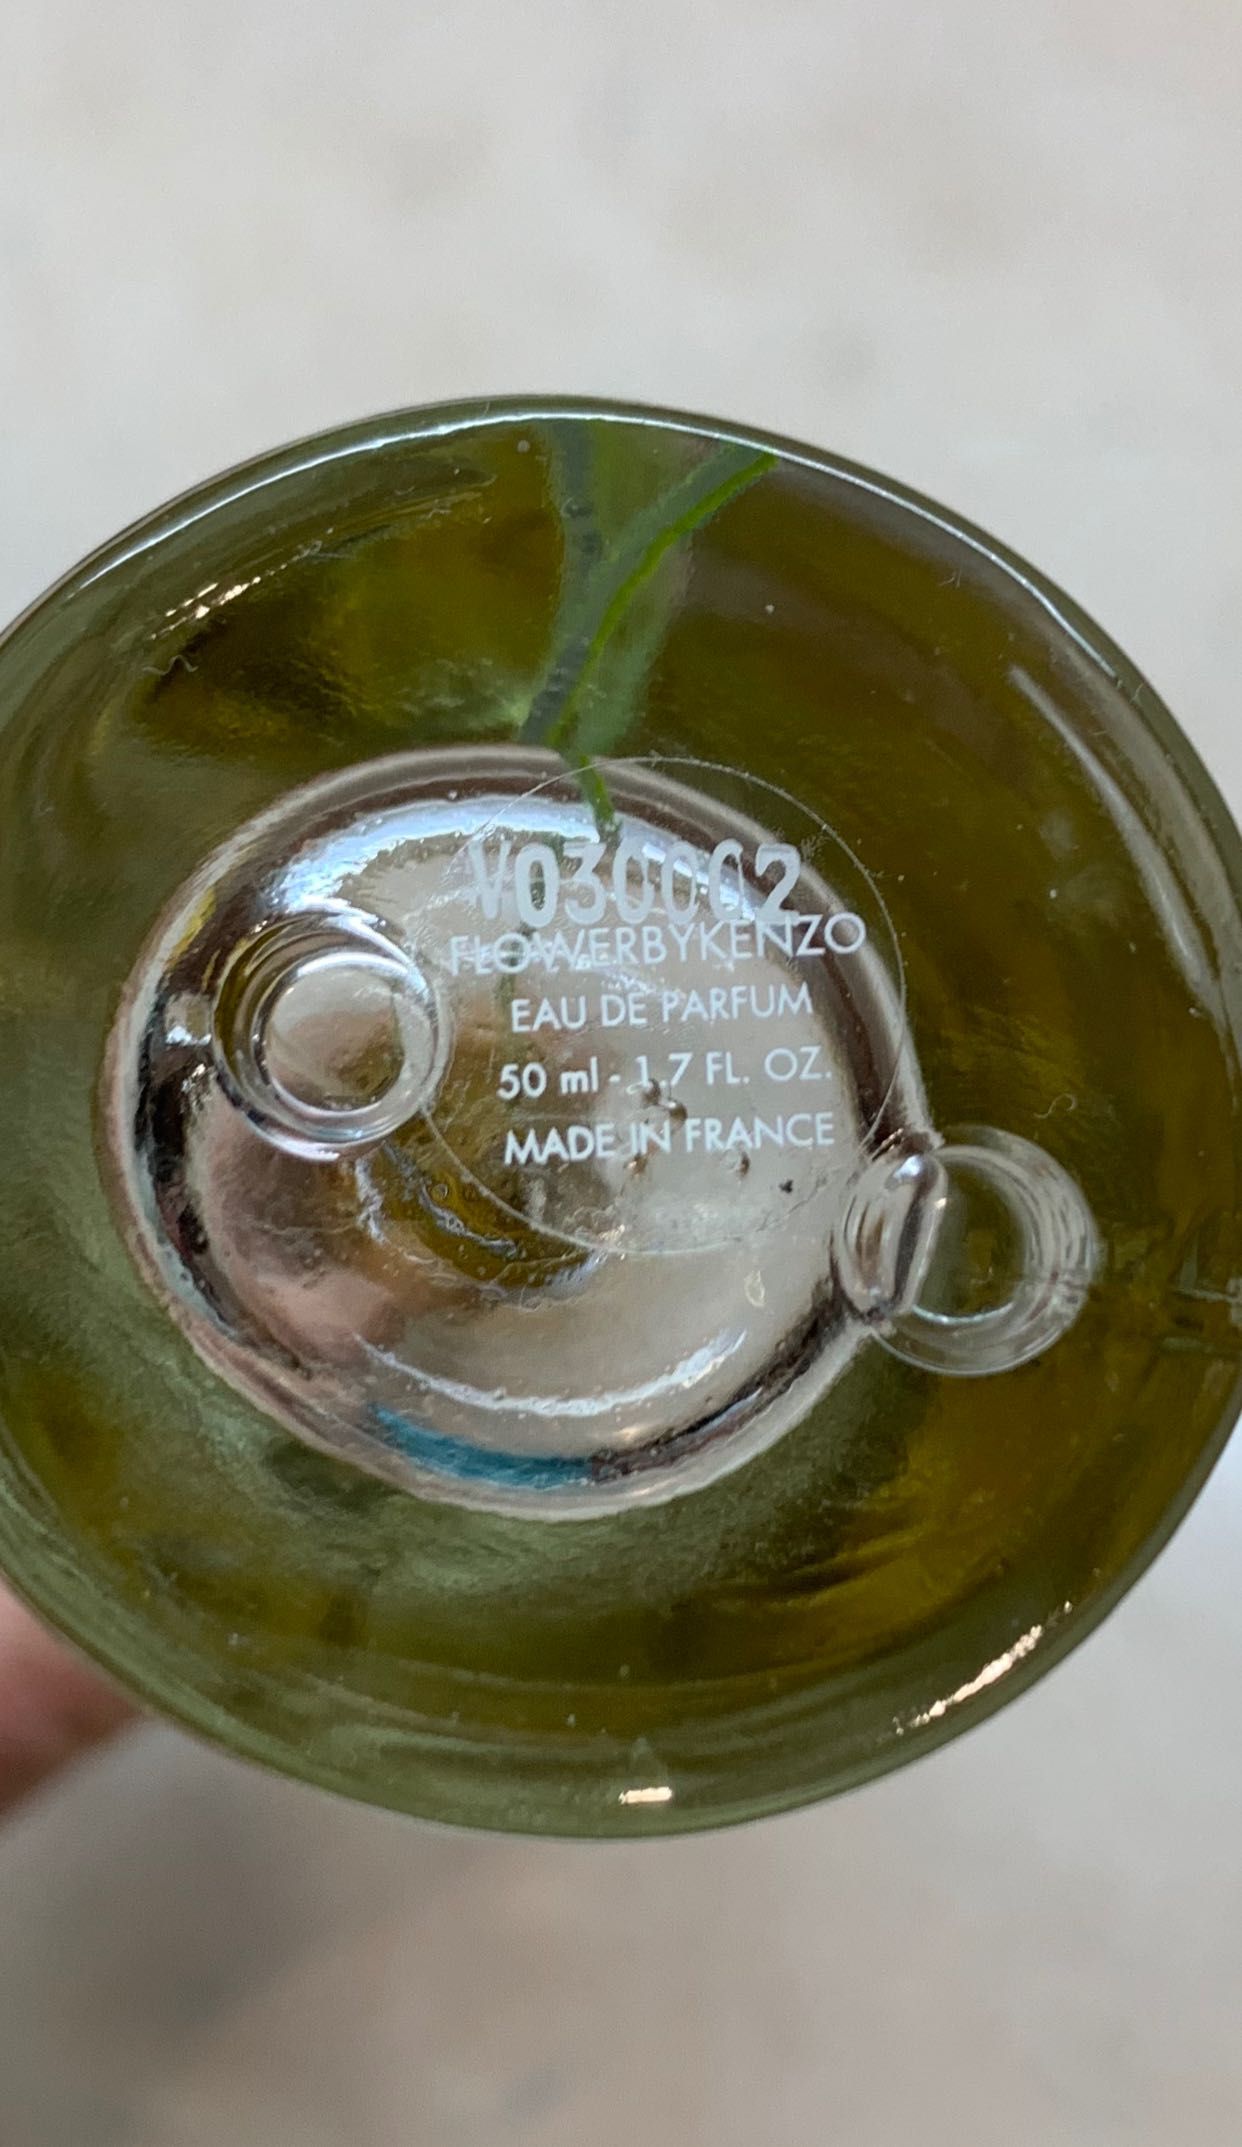 V030002
FLOWERBYKENZO
EAU DE PARFUM
50 ml - 1.7 FL. OZ.
MADE IN FRANCE